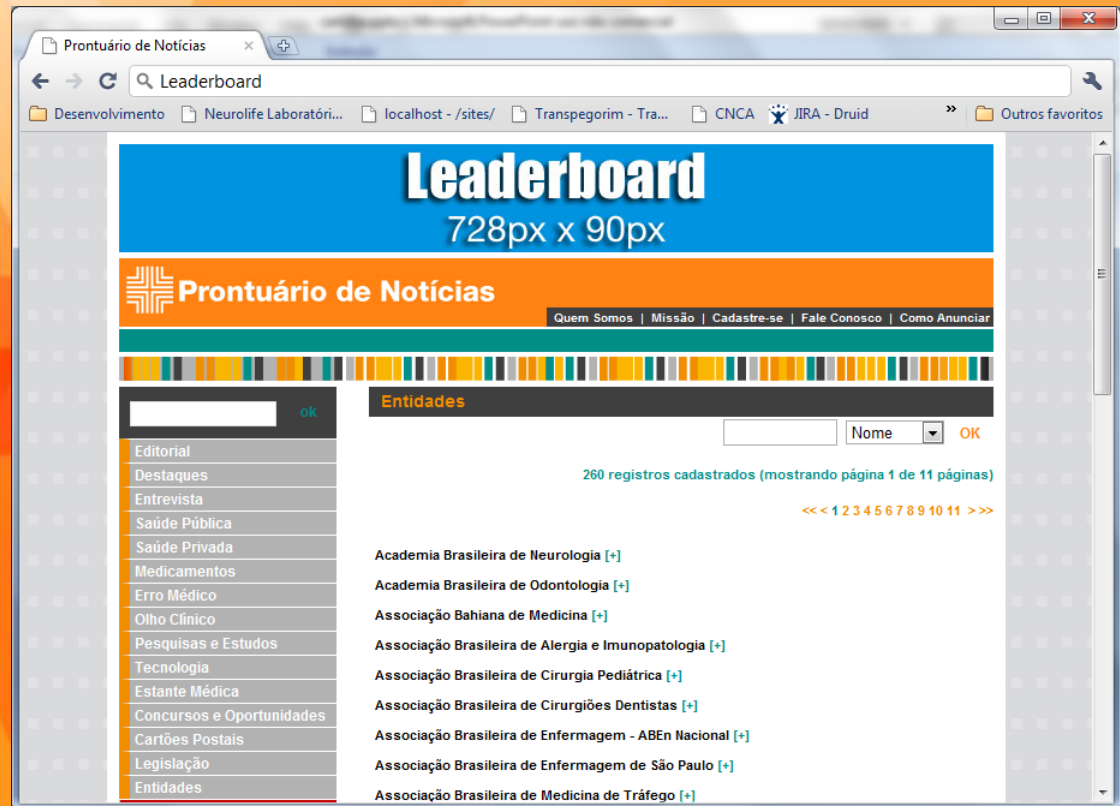 Prontuário de Notícias
Leaderboard
Desenvolvimento Neurolife Laboratóri... localhost - /sites/ Transpegorim - Tra... CNCA JIRA - Druid » Outros favoritos
Leaderboard
728px x 90px
Prontuário de Notícias
Quem Somos | Missão | Cadastre-se | Fale Conosco | Como Anunciar
ok
Editorial
Destaques
Entrevista
Saúde Pública
Saúde Privada
Medicamentos
Erro Médico
Olho Clínico
Pesquisas e Estudos
Tecnologia
Estante Médica
Concursos e Oportunidades
Cartões Postais
Legislação
Entidades
Entidades
Nome OK
260 registros cadastrados (mostrando página 1 de 11 páginas)
<< < 1 2 3 4 5 6 7 8 9 10 11 > >>
Academia Brasileira de Neurologia [+]
Academia Brasileira de Odontologia [+]
Associação Bahiana de Medicina [+]
Associação Brasileira de Alergia e Imunopatologia [+]
Associação Brasileira de Cirurgia Pediátrica [+]
Associação Brasileira de Cirurgiões Dentistas [+]
Associação Brasileira de Enfermagem - ABEn Nacional [+]
Associação Brasileira de Enfermagem de São Paulo [+]
Associação Brasileira de Medicina de Tráfego [+]